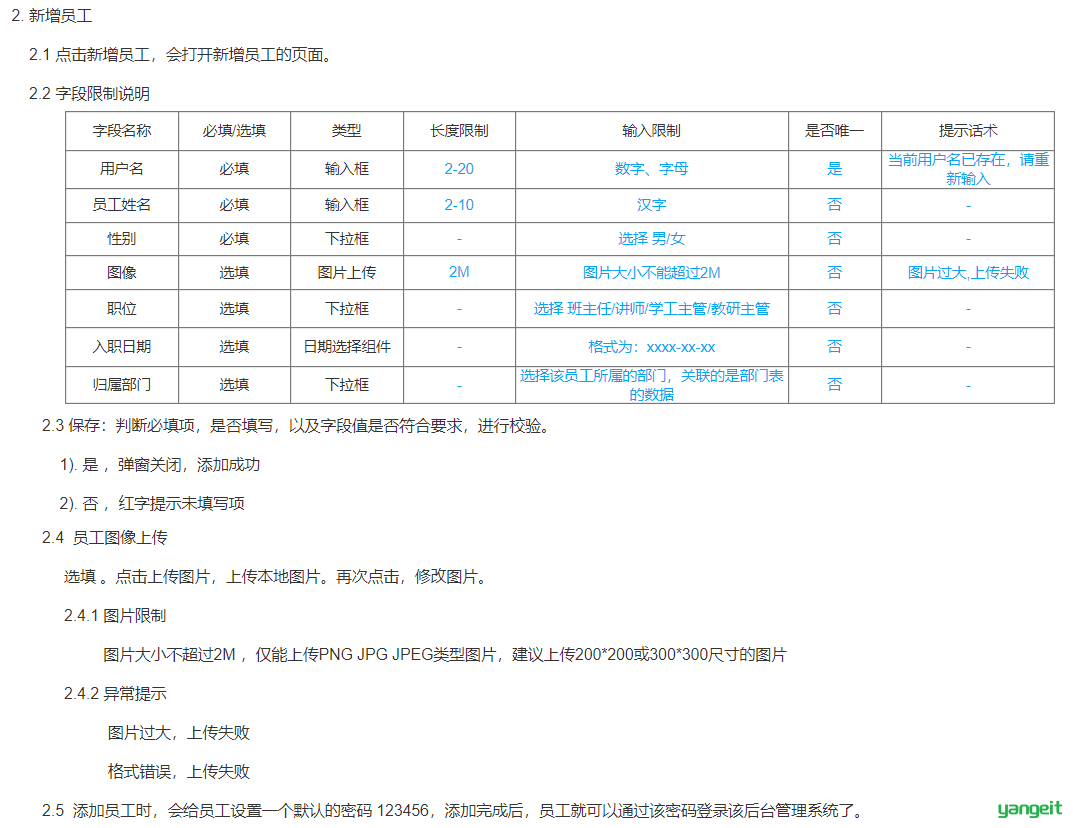 2. 新增员工
2.1 点击新增员工，会打开新增员工的页面。
2.2 字段限制说明
字段名称 必填/选填 类型 长度限制 输入限制 是否唯一 提示话术
用户名 必填 输入框 2-20 数字、字母 是 当前用户名已存在，请重
新输入
员工姓名 必填 输入框 2-10 汉字 否 -
性别 必填 下拉框 - 选择 男/女 否 -
图像 选填 图片上传 2M 图片大小不能超过2M 否 图片过大,上传失败
职位 选填 下拉框 - 选择 班主任/讲师/学工主管/教研主管 否 -
入职日期 选填 日期选择组件 - 格式为：xxxx-xx-xx 否 -
归属部门 选填 下拉框 - 选择该员工所属的部门，关联的是部门表
的数据 否 -
2.3 保存：判断必填项，是否填写，以及字段值是否符合要求，进行校验。
1). 是 ，弹窗关闭，添加成功
2). 否 ，红字提示未填写项
2.4 员工图像上传
选填 。点击上传图片，上传本地图片。再次点击，修改图片。
2.4.1 图片限制
图片大小不超过2M ，仅能上传PNG JPG JPEG类型图片，建议上传200*200或300*300尺寸的图片
2.4.2 异常提示
图片过大，上传失败
格式错误，上传失败
2.5 添加员工时，会给员工设置一个默认的密码 123456，添加完成后，员工就可以通过该密码登录该后台管理系统了。
yangeit